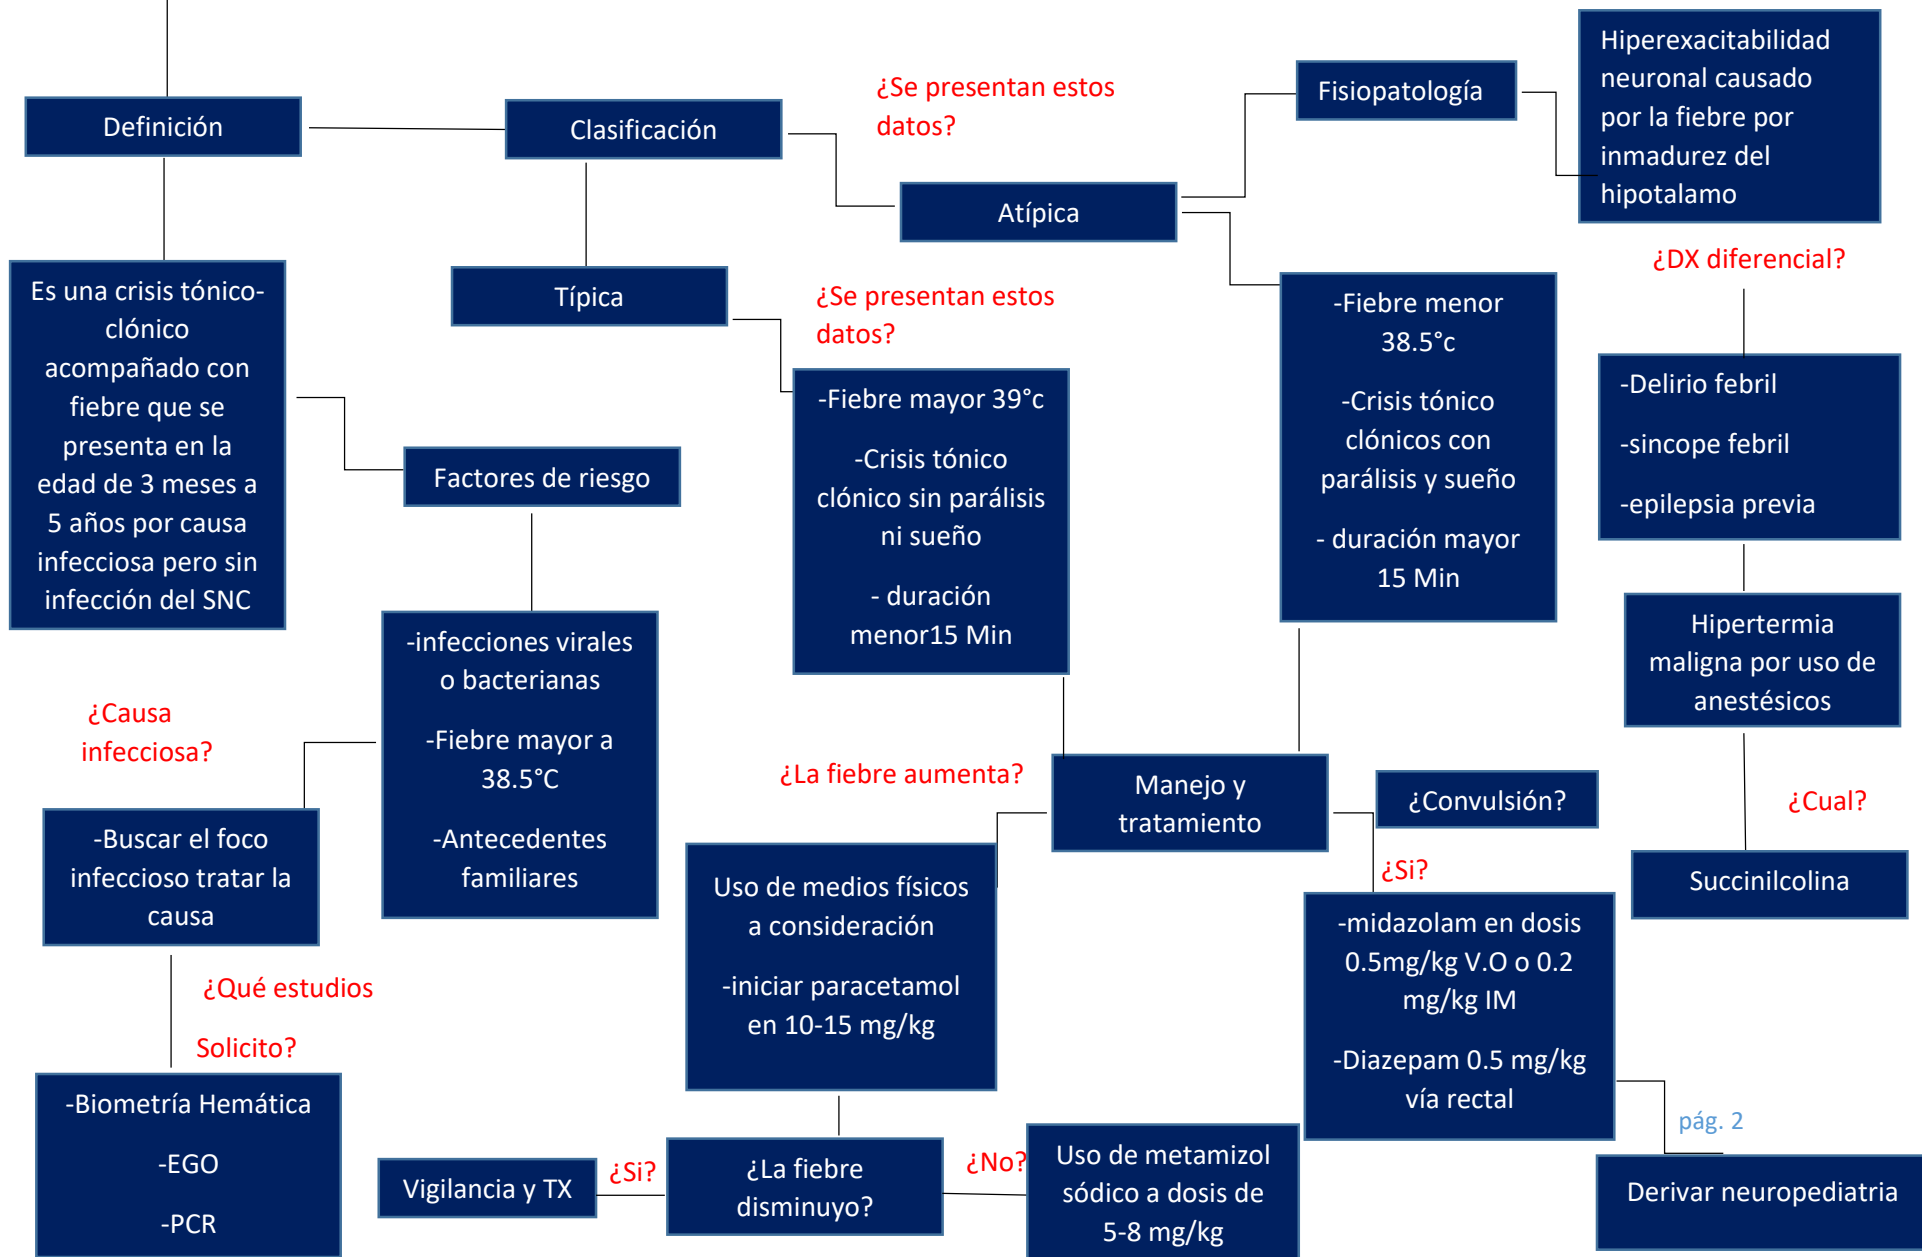 Definición
Clasificación
¿Se presentan estos
datos?
Fisiopatología
Hiperexacitabilidad
neuronal causado
por la fiebre por
inmadurez del
hipotalamo
Atípica
Típica
¿Se presentan estos
datos?
¿DX diferencial?
Es una crisis tónico-
clónico
acompañado con
fiebre que se
presenta en la
edad de 3 meses a
5 años por causa
infecciosa pero sin
infección del SNC
Factores de riesgo
-Fiebre mayor 39°c
-Crisis tónico
clónico sin parálisis
ni sueño
- duración
menor15 Min
-Fiebre menor
38.5°c
-Crisis tónico
clónicos con
parálisis y sueño
- duración mayor
15 Min
-Delirio febril
-sincope febril
-epilepsia previa
Hipertermia
maligna por uso de
anestésicos
¿Cual?
Succinilcolina
-infecciones virales
o bacterianas
-Fiebre mayor a
38.5°C
-Antecedentes
familiares
¿Causa
infecciosa?
-Buscar el foco
infeccioso tratar la
causa
¿Qué estudios
Solicito?
-Biometría Hemática
-EGO
-PCR
¿La fiebre aumenta?
Manejo y
tratamiento
¿Convulsión?
¿Si?
Uso de medios físicos
a consideración
-iniciar paracetamol
en 10-15 mg/kg
-midazolam en dosis
0.5mg/kg V.O o 0.2
mg/kg IM
-Diazepam 0.5 mg/kg
vía rectal
pág. 2
Vigilancia y TX
¿Si?
¿La fiebre
disminuyo?
¿No?
Uso de metamizol
sódico a dosis de
5-8 mg/kg
Derivar neuropediatria